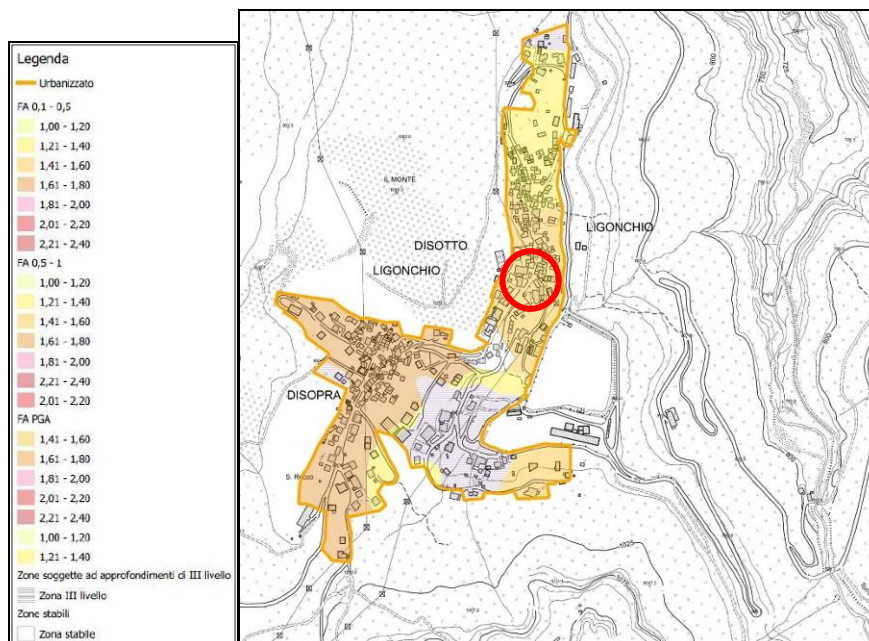 Legenda
Urbanizzato
FA 0,1 - 0,5
1,00 - 1,20
1,21 - 1,40
1,41 - 1,60
1,61 - 1,80
1,81 - 2,00
2,01 - 2,20
2,21 - 2,40
FA 0,5 - 1
1,00 - 1,20
1,21 - 1,40
1,41 - 1,60
1,61 - 1,80
1,81 - 2,00
2,21 - 2,40
2,01 - 2,20
FA PGA
1,41 - 1,60
1,61 - 1,80
1,81 - 2,00
2,01 - 2,20
2,21 - 2,40
1,00 - 1,20
1,21 - 1,40
Zone soggette ad approfondimenti di III livello
Zona III livello
Zone stabili
Zona stabile
IL MONTE
DISOTTO
LIGONCHIO
LIGONCHIO
DISOPRA
S. ROCCO
1025
800
725
750
800